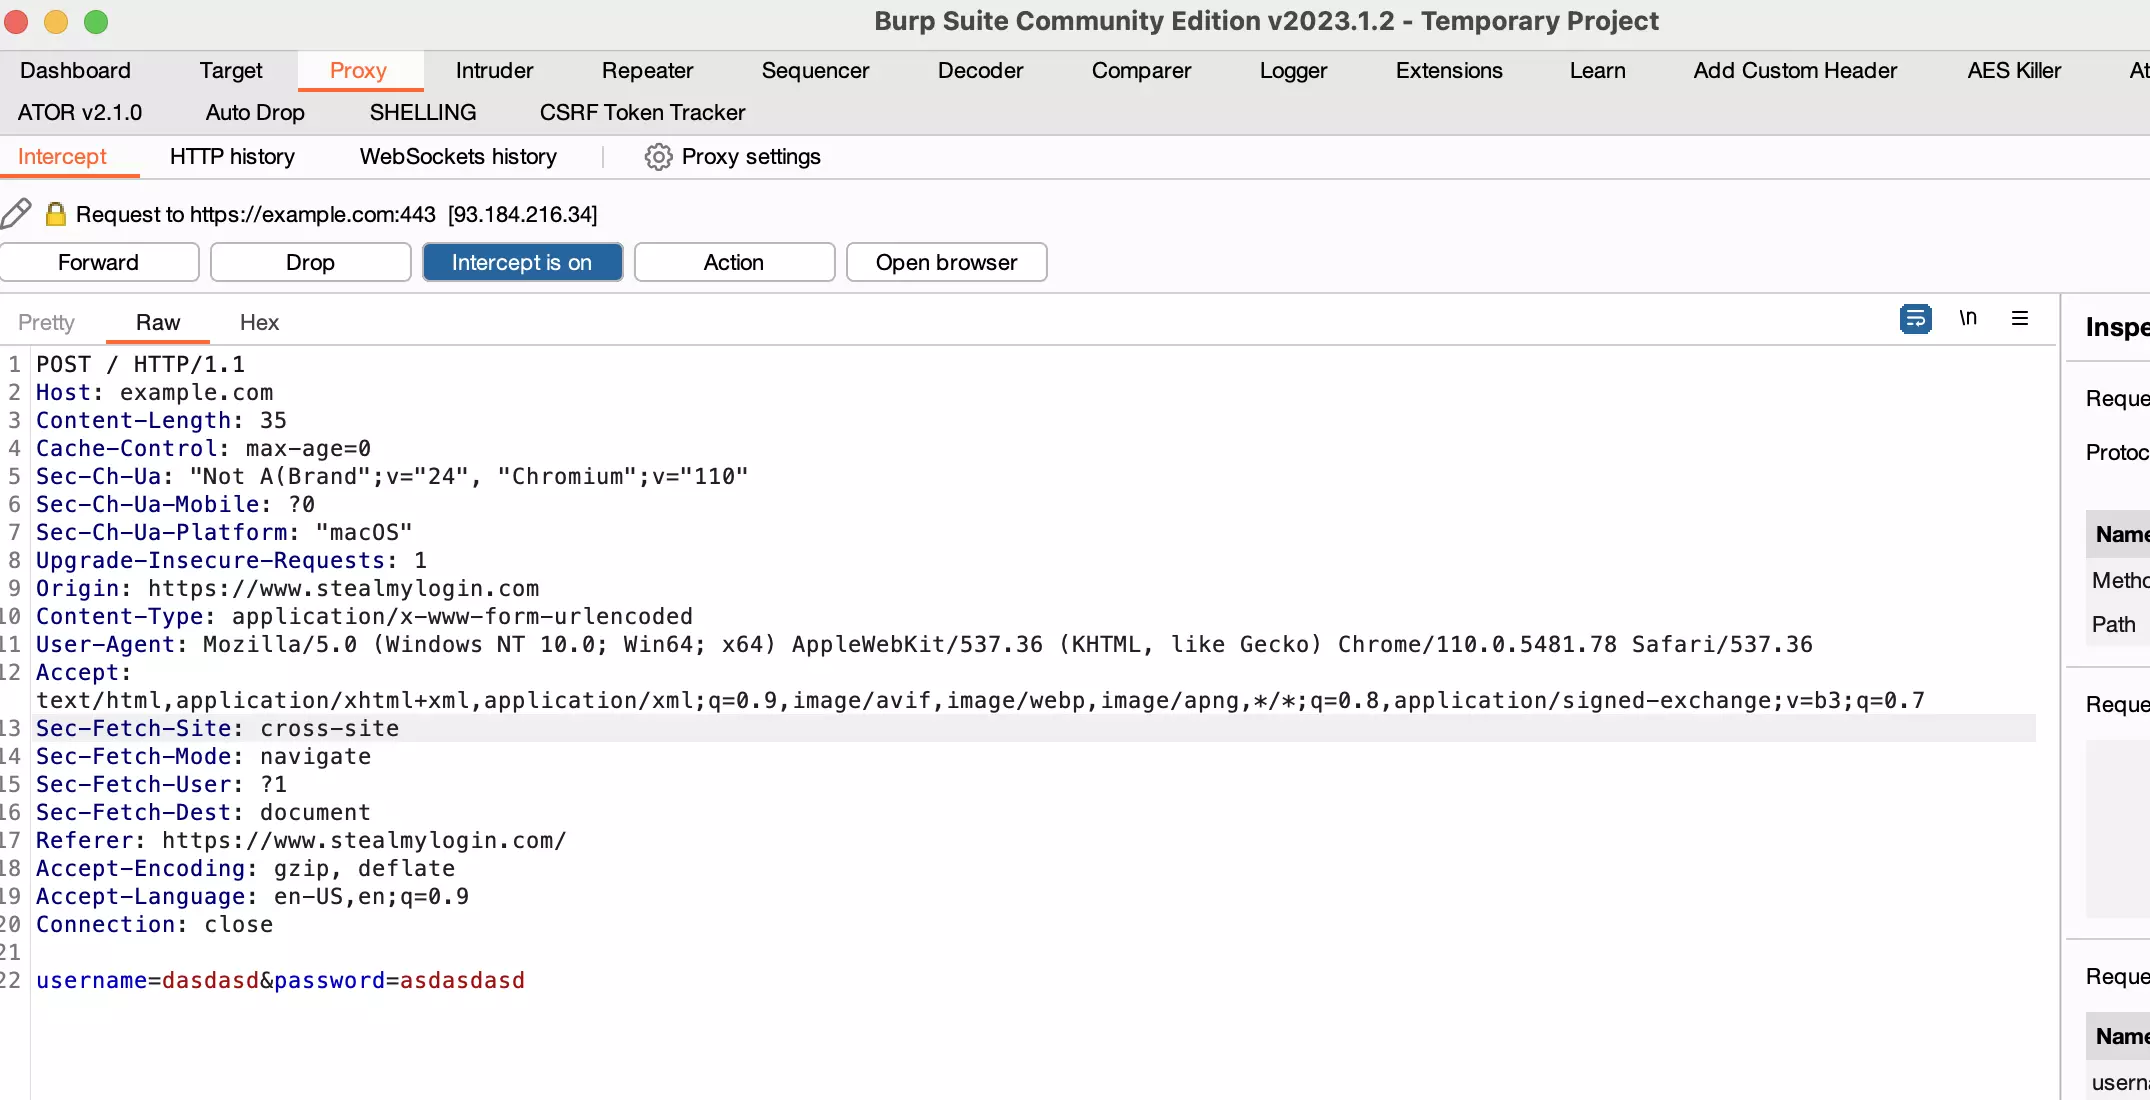 Burp Suite Community Edition v2023.1.2 - Temporary Project
Dashboard Target Proxy Intruder Repeater Sequencer Decoder Comparer Logger Extensions Learn Add Custom Header AES Killer At
ATOR v2.1.0 Auto Drop SHELLING CSRF Token Tracker
Intercept HTTP history WebSockets history Proxy settings
Request to https://example.com:443 [93.184.216.34]
Forward Drop Intercept is on Action Open browser
Pretty Raw Hex \n
Inspe
1 POST / HTTP/1.1
2 Host: example.com
3 Content-Length: 35
4 Cache-Control: max-age=0
5 Sec-Ch-Ua: "Not A(Brand";v="24", "Chromium";v="110"
6 Sec-Ch-Ua-Mobile: ?0
7 Sec-Ch-Ua-Platform: "macOS"
8 Upgrade-Insecure-Requests: 1
9 Origin: https://www.stealmylogin.com
10 Content-Type: application/x-www-form-urlencoded
11 User-Agent: Mozilla/5.0 (Windows NT 10.0; Win64; x64) AppleWebKit/537.36 (KHTML, like Gecko) Chrome/110.0.5481.78 Safari/537.36
12 Accept:
text/html,application/xhtml+xml,application/xml;q=0.9,image/avif,image/webp,image/apng,*/*;q=0.8,application/signed-exchange;v=b3;q=0.7
13 Sec-Fetch-Site: cross-site
14 Sec-Fetch-Mode: navigate
15 Sec-Fetch-User: ?1
16 Sec-Fetch-Dest: document
17 Referer: https://www.stealmylogin.com/
18 Accept-Encoding: gzip, deflate
19 Accept-Language: en-US,en;q=0.9
20 Connection: close
21
22 username=dasdasd&password=asdasdasd
Reque
Protoc
Name
Metho
Path
Reque
Reque
Name
userna